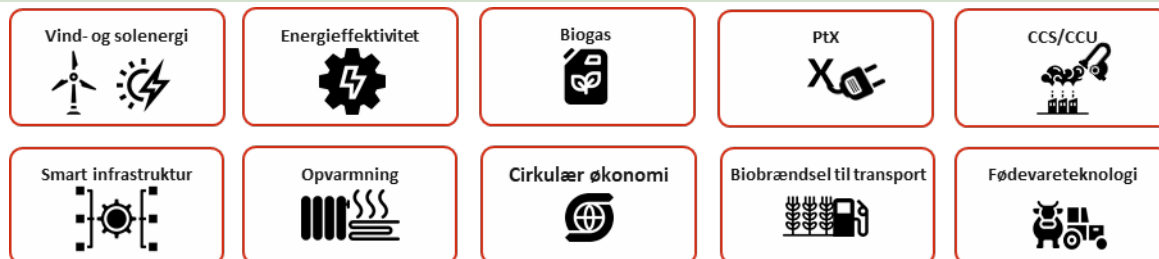 Vind- og solenergi
Energieffektivitet
Biogas
PtX
CCS/CCU
X
Smart infrastruktur
Opvarmning
Cirkulær økonomi
Biobrændsel til transport
Fødevareteknologi